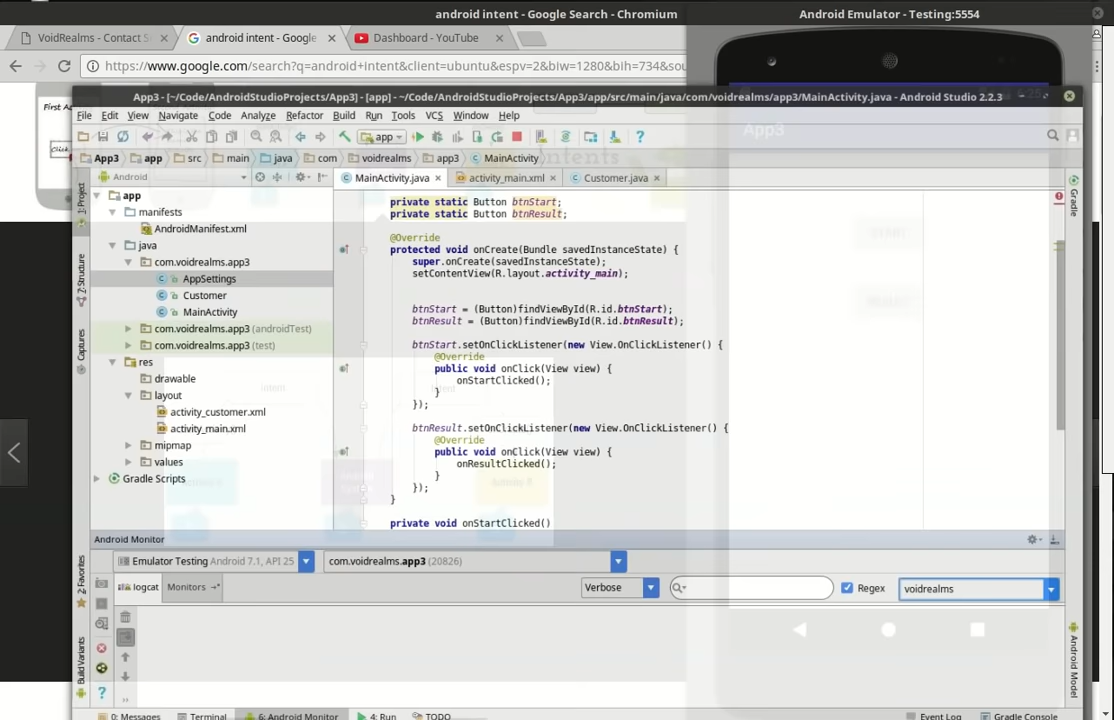 android intent - Google Search - Chromium
Android Emulator - Testing:5554
VoidRealms - Contact S
android intent - Google
Dashboard - YouTube
https://www.google.com/search?q=android+intent&client=ubuntu&espv=2&biw=1280&bih=734&sou
First A
Click
App3 - [~/Code/AndroidStudioProjects/App3] - [app] - ~/Code/AndroidStudioProjects/App3/app/src/main/java/com/voidrealms/app3/MainActivity.java - Android Studio 2.2.3
File Edit View Navigate Code Analyze Refactor Build Run Tools VCS Window Help
app
App3
App3 app src main java com voidrealms app3 MainActivity
Android
MainActivity.java
activity_main.xml
Customer.java
1: Project
Z: Structure
Captures
2: Favorites
Build Variants
Gradle
Android Model
app
manifests
AndroidManifest.xml
java
com.voidrealms.app3
AppSettings
Customer
MainActivity
com.voidrealms.app3 (androidTest)
com.voidrealms.app3 (test)
res
drawable
layout
activity_customer.xml
activity_main.xml
mipmap
values
Gradle Scripts
private static Button btnStart;
private static Button btnResult;
@Override
protected void onCreate(Bundle savedInstanceState) {
super.onCreate(savedInstanceState);
setContentView(R.layout.activity_main);
btnStart = (Button)findViewById(R.id.btnStart);
btnResult = (Button)findViewById(R.id.btnResult);
btnStart.setOnClickListener(new View.OnClickListener() {
@Override
public void onClick(View view) {
onStartClicked();
}
});
btnResult.setOnClickListener(new View.OnClickListener() {
@Override
public void onClick(View view) {
onResultClicked();
}
});
}
private void onStartClicked()
START
Intent
Android Monitor
Emulator Testing Android 7.1, API 25
com.voidrealms.app3 (20826)
logcat
Monitors
Verbose
Regex
voidrealms
0: Messages
Terminal
6: Android Monitor
4: Run
TODO
Event Log
Gradle Console